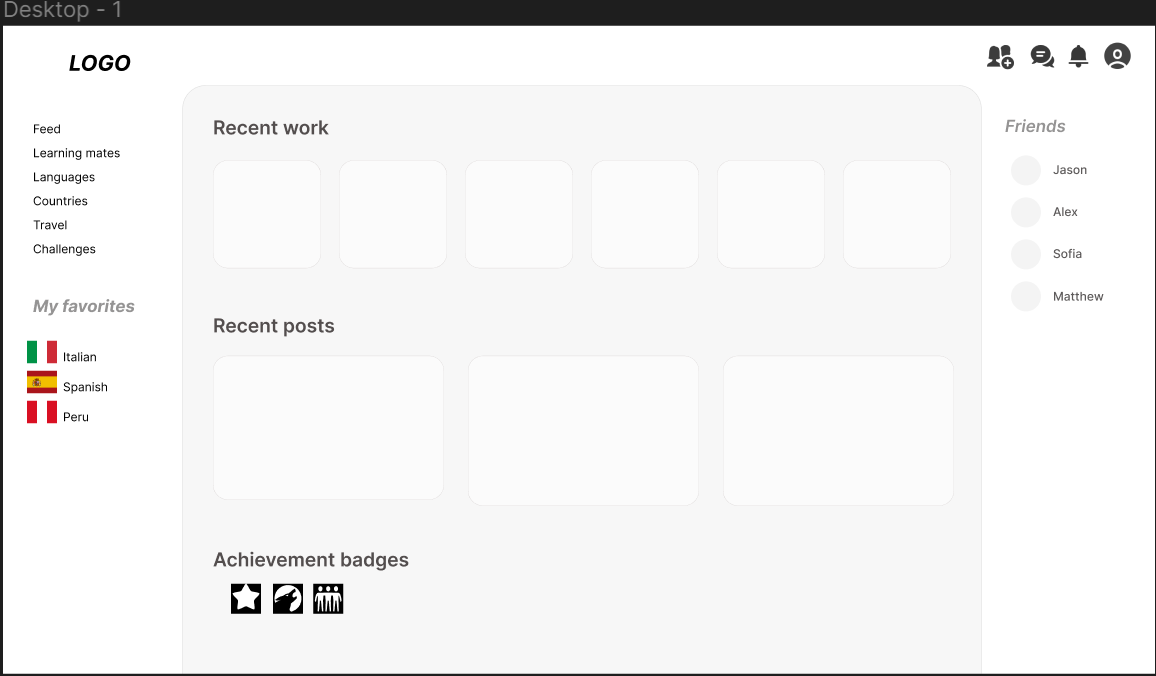 Desktop - 1
LOGO
Feed
Learning mates
Languages
Countries
Travel
Challenges
My favorites
Italian
Spanish
Peru
Recent work
Recent posts
Achievement badges
Friends
Jason
Alex
Sofia
Matthew